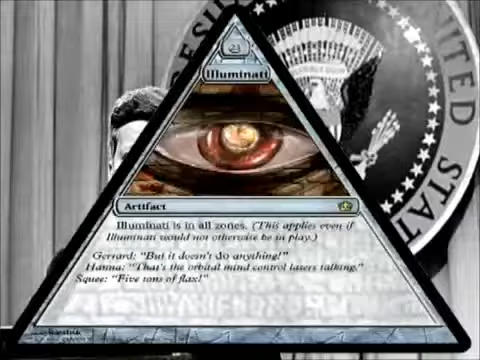 23
Illuminati
Artifact
Illuminati is in all zones. (This applies even if
Illuminati would not otherwise be in play.)
Gerrard: "But it doesn't do anything!"
Hanna: "That's the orbital mind control lasers talking."
Squee: "Five tons of flax!"
UNITED
STAT